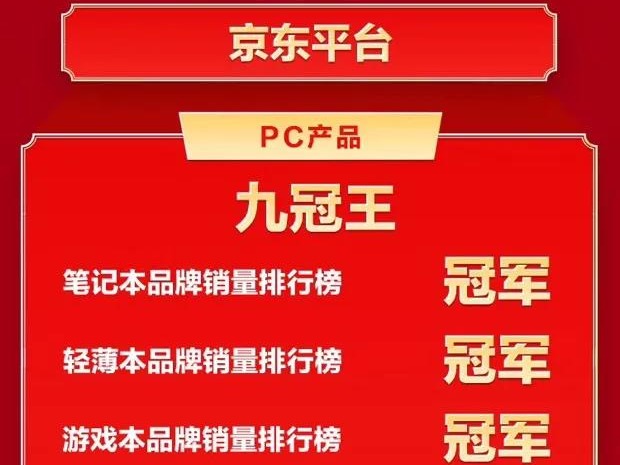 京东平台
PC产品
九冠王
笔记本品牌销量排行榜 冠军
轻薄本品牌销量排行榜 冠军
游戏本品牌销量排行榜 冠军